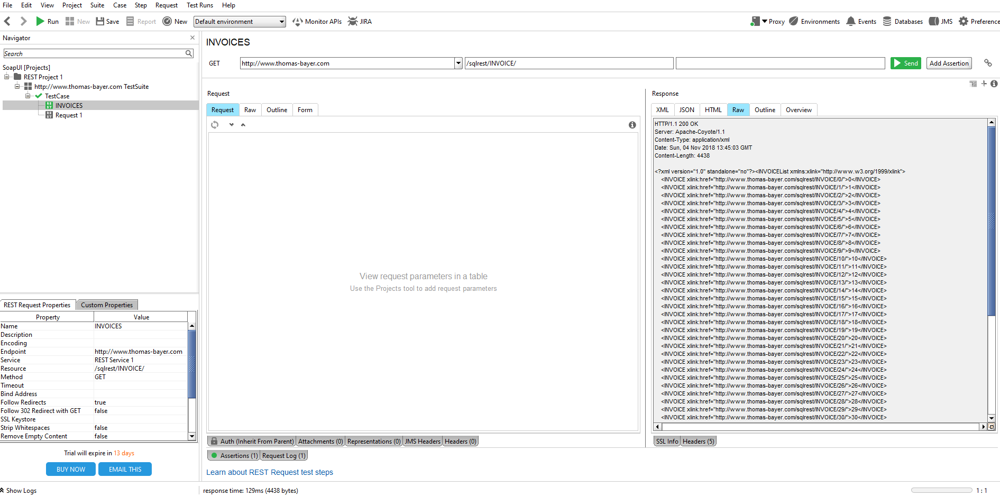 File Edit View Project Suite Case Step Request Test Runs Help
Run New Save Report New Default environment Monitor APIs JIRA Proxy Environments Events Databases JMS Preference
Navigator
Search
SoapUI [Projects]
REST Project 1
http://www.thomas-bayer.com TestSuite
TestCase
INVOICES
Request 1
REST Request Properties Custom Properties
Property Value
Name INVOICES
Description
Encoding
Endpoint http://www.thomas-bayer.com
Service REST Service 1
Resource /sqlrest/INVOICE/
Method GET
Timeout
Bind Address
Follow Redirects true
Follow 302 Redirect with GET false
SSL Keystore
Strip Whitespaces false
Remove Empty Content false
Trial will expire in 13 days
BUY NOW EMAIL THIS
INVOICES
GET http://www.thomas-bayer.com /sqlrest/INVOICE/ Send Add Assertion
Request
Request Raw Outline Form
View request parameters in a table
Use the Projects tool to add request parameters
Auth (Inherit From Parent) Attachments (0) Representations (0) JMS Headers Headers (0)
Assertions (1) Request Log (1)
Learn about REST Request test steps
Response
XML JSON HTML Raw Outline Overview
HTTP/1.1 200 OK
Server: Apache-Coyote/1.1
Content-Type: application/xml
Date: Sun, 04 Nov 2018 13:45:03 GMT
Content-Length: 4438
<?xml version="1.0" standalone="no"?><INVOICEList xmlns:xlink="http://www.w3.org/1999/xlink">
<INVOICE xlink:href="http://www.thomas-bayer.com/sqlrest/INVOICE/0/">0</INVOICE>
<INVOICE xlink:href="http://www.thomas-bayer.com/sqlrest/INVOICE/1/">1</INVOICE>
<INVOICE xlink:href="http://www.thomas-bayer.com/sqlrest/INVOICE/2/">2</INVOICE>
<INVOICE xlink:href="http://www.thomas-bayer.com/sqlrest/INVOICE/3/">3</INVOICE>
<INVOICE xlink:href="http://www.thomas-bayer.com/sqlrest/INVOICE/4/">4</INVOICE>
<INVOICE xlink:href="http://www.thomas-bayer.com/sqlrest/INVOICE/5/">5</INVOICE>
<INVOICE xlink:href="http://www.thomas-bayer.com/sqlrest/INVOICE/6/">6</INVOICE>
<INVOICE xlink:href="http://www.thomas-bayer.com/sqlrest/INVOICE/7/">7</INVOICE>
<INVOICE xlink:href="http://www.thomas-bayer.com/sqlrest/INVOICE/8/">8</INVOICE>
<INVOICE xlink:href="http://www.thomas-bayer.com/sqlrest/INVOICE/9/">9</INVOICE>
<INVOICE xlink:href="http://www.thomas-bayer.com/sqlrest/INVOICE/10/">10</INVOICE>
<INVOICE xlink:href="http://www.thomas-bayer.com/sqlrest/INVOICE/11/">11</INVOICE>
<INVOICE xlink:href="http://www.thomas-bayer.com/sqlrest/INVOICE/12/">12</INVOICE>
<INVOICE xlink:href="http://www.thomas-bayer.com/sqlrest/INVOICE/13/">13</INVOICE>
<INVOICE xlink:href="http://www.thomas-bayer.com/sqlrest/INVOICE/14/">14</INVOICE>
<INVOICE xlink:href="http://www.thomas-bayer.com/sqlrest/INVOICE/15/">15</INVOICE>
<INVOICE xlink:href="http://www.thomas-bayer.com/sqlrest/INVOICE/16/">16</INVOICE>
<INVOICE xlink:href="http://www.thomas-bayer.com/sqlrest/INVOICE/17/">17</INVOICE>
<INVOICE xlink:href="http://www.thomas-bayer.com/sqlrest/INVOICE/18/">18</INVOICE>
<INVOICE xlink:href="http://www.thomas-bayer.com/sqlrest/INVOICE/19/">19</INVOICE>
<INVOICE xlink:href="http://www.thomas-bayer.com/sqlrest/INVOICE/20/">20</INVOICE>
<INVOICE xlink:href="http://www.thomas-bayer.com/sqlrest/INVOICE/21/">21</INVOICE>
<INVOICE xlink:href="http://www.thomas-bayer.com/sqlrest/INVOICE/22/">22</INVOICE>
<INVOICE xlink:href="http://www.thomas-bayer.com/sqlrest/INVOICE/23/">23</INVOICE>
<INVOICE xlink:href="http://www.thomas-bayer.com/sqlrest/INVOICE/24/">24</INVOICE>
<INVOICE xlink:href="http://www.thomas-bayer.com/sqlrest/INVOICE/25/">25</INVOICE>
<INVOICE xlink:href="http://www.thomas-bayer.com/sqlrest/INVOICE/26/">26</INVOICE>
<INVOICE xlink:href="http://www.thomas-bayer.com/sqlrest/INVOICE/27/">27</INVOICE>
<INVOICE xlink:href="http://www.thomas-bayer.com/sqlrest/INVOICE/28/">28</INVOICE>
<INVOICE xlink:href="http://www.thomas-bayer.com/sqlrest/INVOICE/29/">29</INVOICE>
<INVOICE xlink:href="http://www.thomas-bayer.com/sqlrest/INVOICE/30/">30</INVOICE>
SSL Info Headers (5)
Show Logs response time: 129ms (4438 bytes) 1 : 1